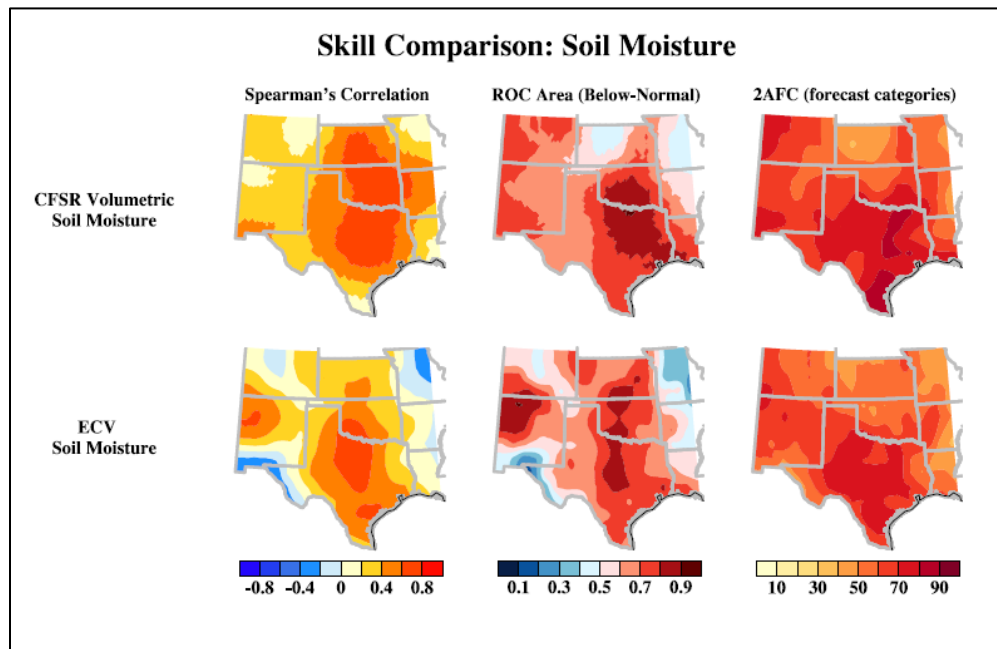 Skill Comparison: Soil Moisture
Spearman's Correlation
ROC Area (Below-Normal)
2AFC (forecast categories)
CFSR Volumetric
Soil Moisture
ECV
Soil Moisture
-0.8 -0.4 0 0.4 0.8
0.1 0.3 0.5 0.7 0.9
10 30 50 70 90